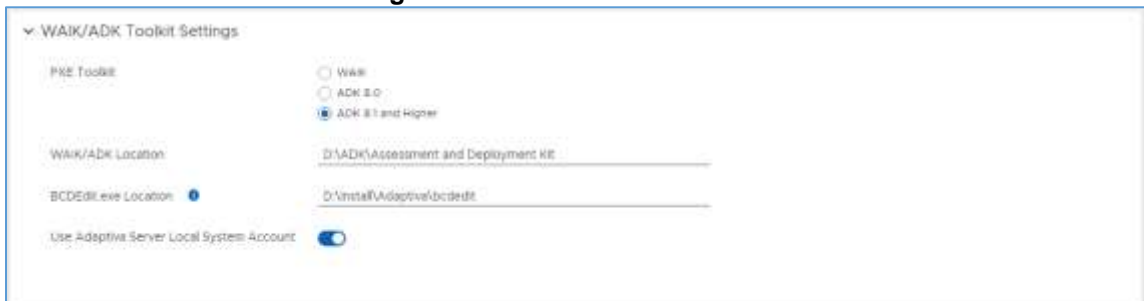 WAIK/ADK Toolkit Settings
PXE Toolkit
WAIK
ADK 8.0
ADK 8.1 and Higher
WAIK/ADK Location D:\ADK\Assessment and Deployment Kit
BCDEdit.exe Location D:\Install\Adaptiva\bcdedit
Use Adaptiva Server Local System Account